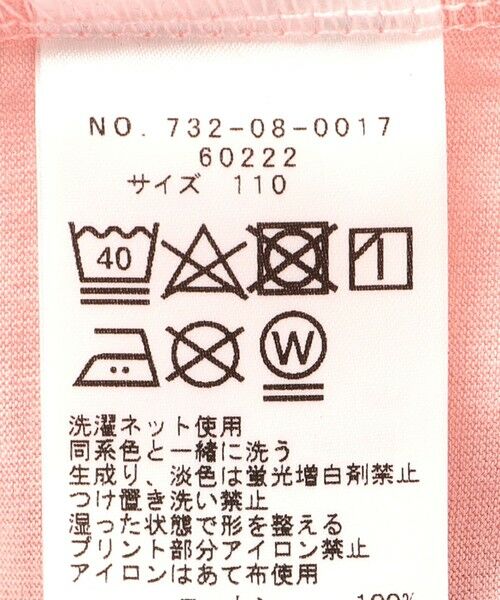 NO. 732-08-0017
60222
サイズ 110
40
W
洗濯ネット使用
同系色と一緒に洗う
生成り、淡色は蛍光増白剤禁止
つけ置き洗い禁止
湿った状態で形を整える
プリント部分アイロン禁止
アイロンはあて布使用
100%